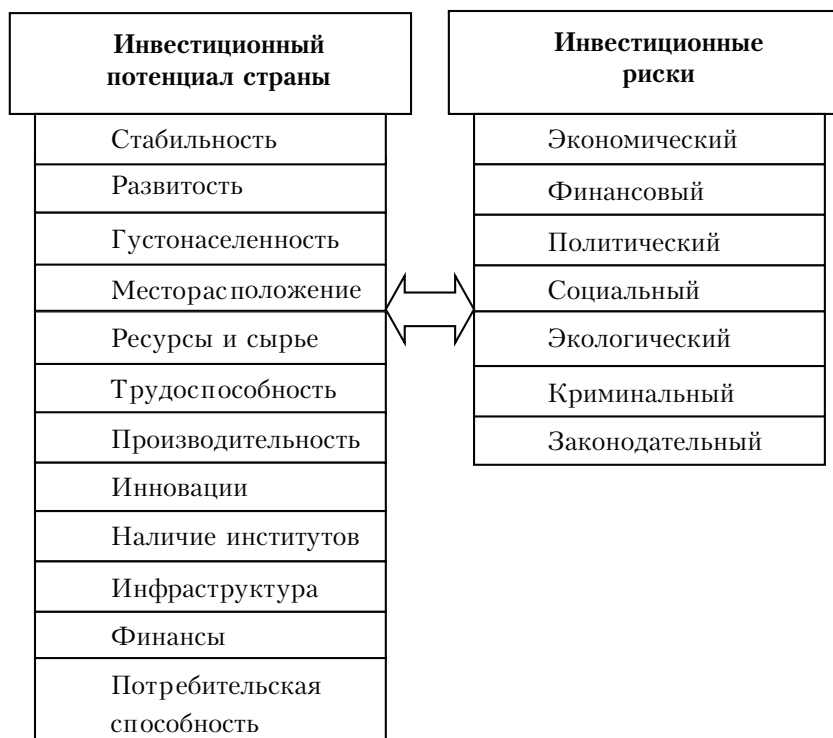 Инвестиционный
потенциал страны
Стабильность
Развитость
Густонаселенность
Месторасположение
Ресурсы и сырье
Трудоспособность
Производительность
Инновации
Наличие институтов
Инфраструктура
Финансы
Потребительская
способность
Инвестиционные
риски
Экономический
Финансовый
Политический
Социальный
Экологический
Криминальный
Законодательный